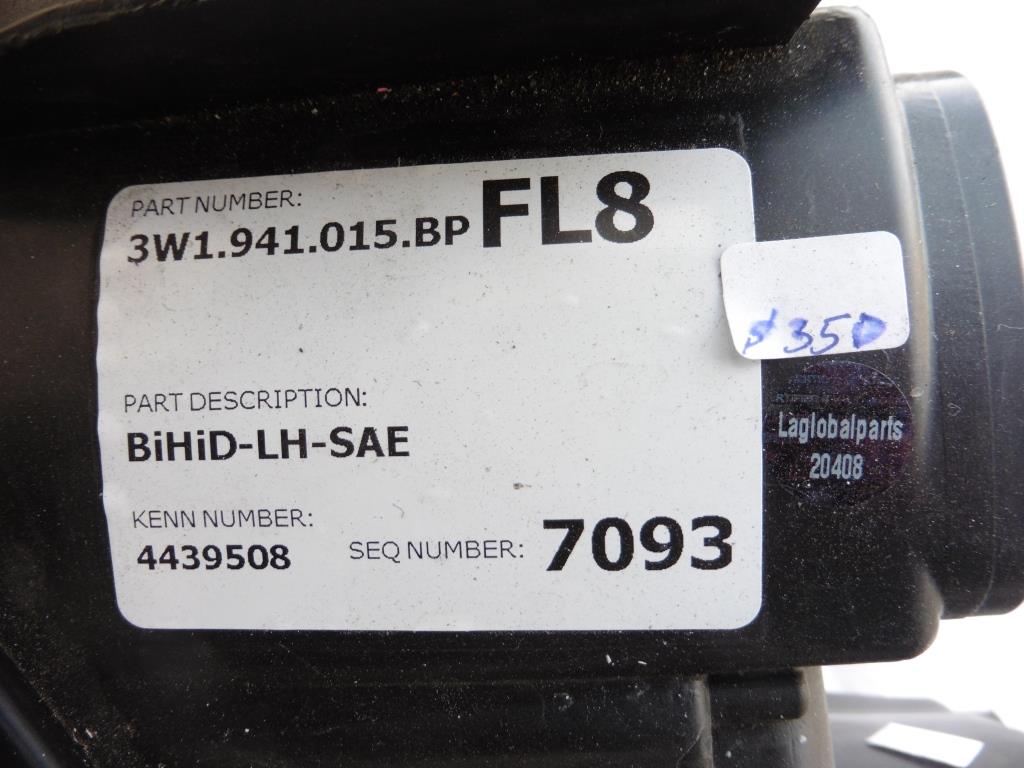 PART NUMBER:
3W1.941.015.BP FL8
$350
PART DESCRIPTION:
BiHiD-LH-SAE
Laglobalparts
20408
KENN NUMBER:
4439508
SEQ NUMBER: 7093